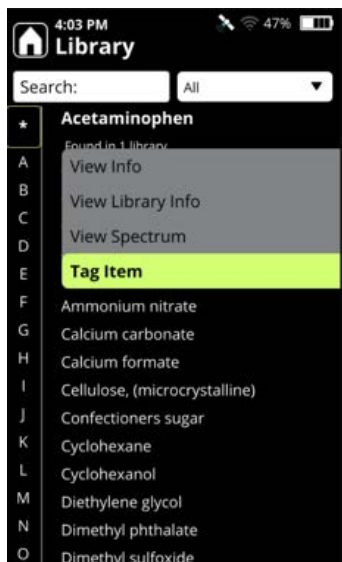 4:03 PM 47%
Library
Search: All
* Acetaminophen
Found in 1 library
A View Info
B View Library Info
C
D View Spectrum
E Tag Item
F Ammonium nitrate
G Calcium carbonate
H Calcium formate
I Cellulose, (microcrystalline)
J Confectioners sugar
K Cyclohexane
L Cyclohexanol
M Diethylene glycol
N Dimethyl phthalate
O Dimethyl sulfoxide